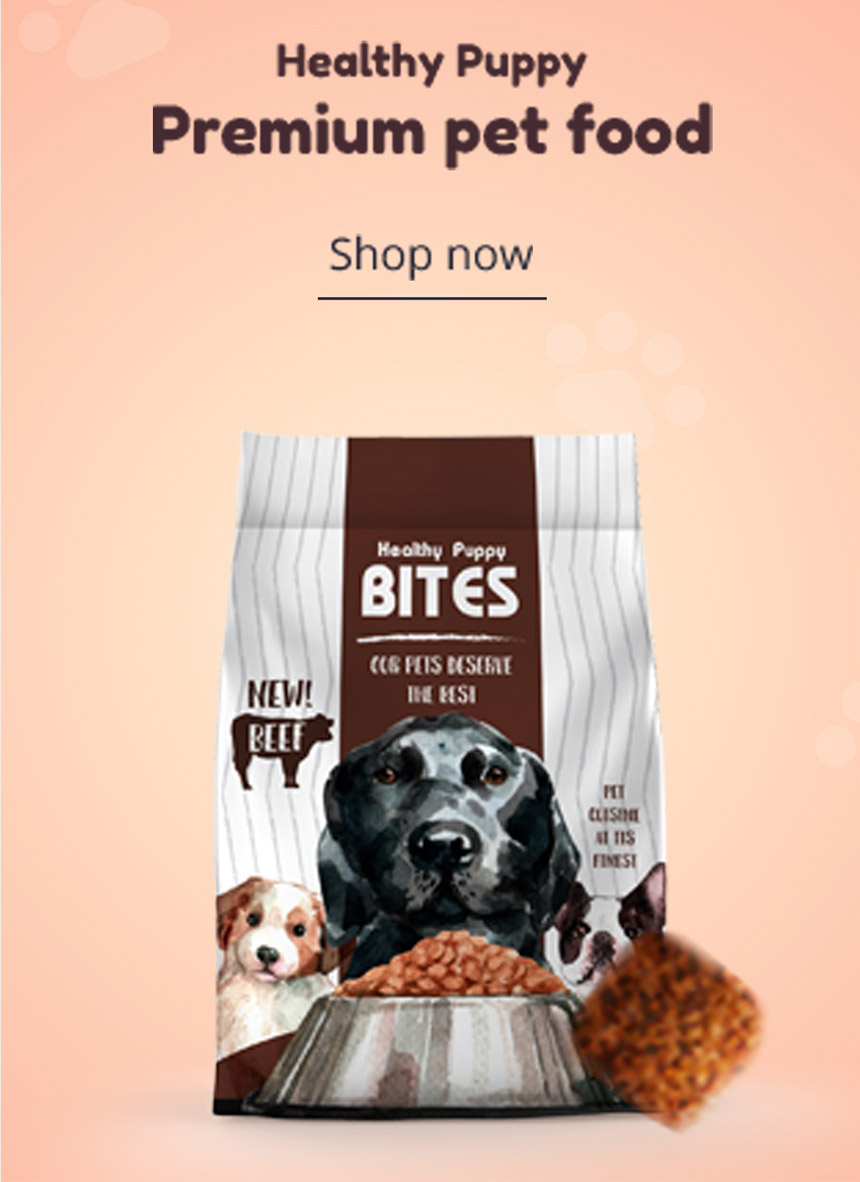 Healthy Puppy
Premium pet food
Shop now
Healthy Puppy
BITES
OUR PETS DESERVE
THE BEST
NEW!
BEEF
PET
CUISINE
AT ITS
FINEST